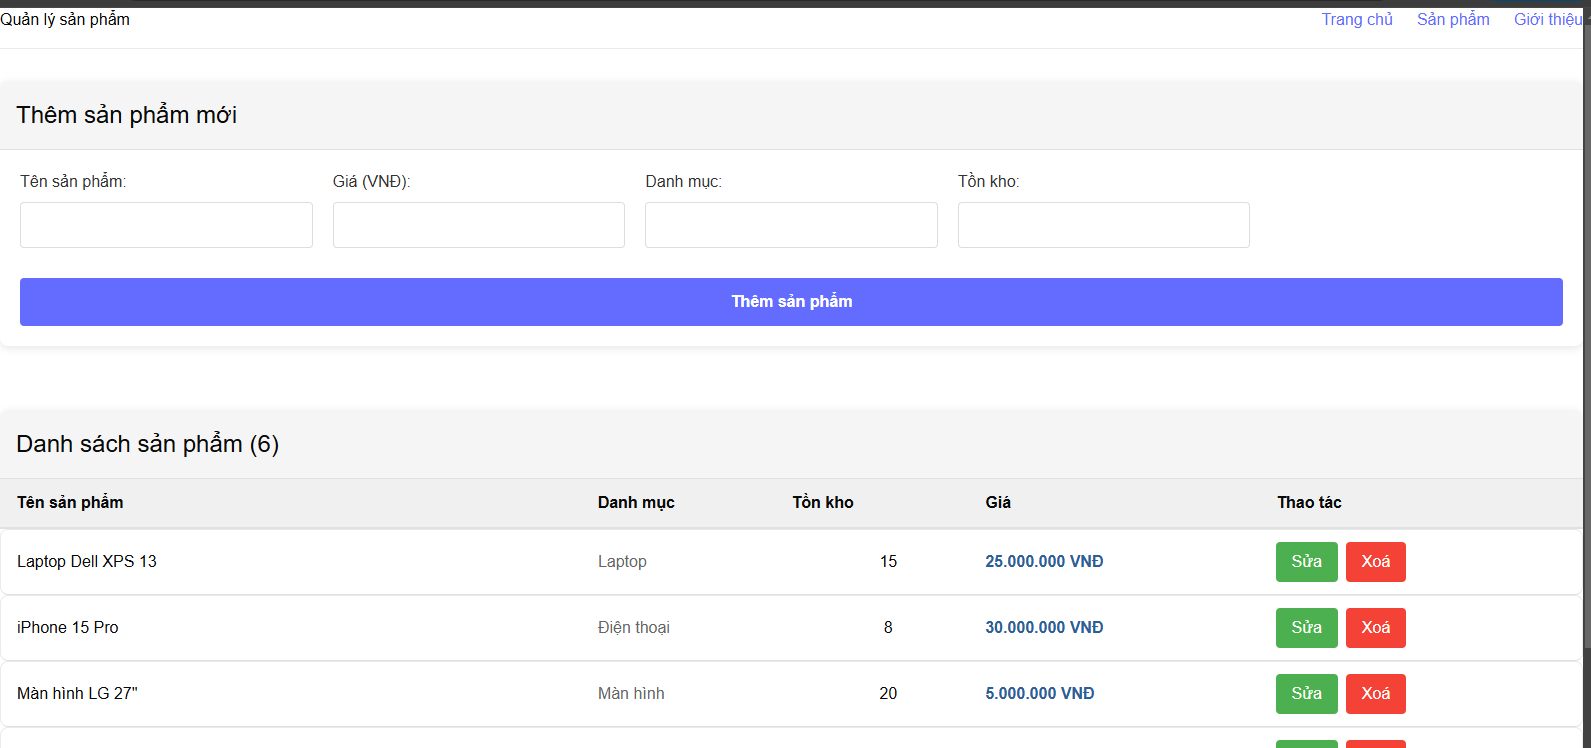 Quản lý sản phẩm Trang chủ Sản phẩm Giới thiệu
Thêm sản phẩm mới
Tên sản phẩm: Giá (VNĐ): Danh mục: Tồn kho:
Thêm sản phẩm
Danh sách sản phẩm (6)
Tên sản phẩm Danh mục Tồn kho Giá Thao tác
Laptop Dell XPS 13 Laptop 15 25.000.000 VNĐ Sửa Xoá
iPhone 15 Pro Điện thoại 8 30.000.000 VNĐ Sửa Xoá
Màn hình LG 27" Màn hình 20 5.000.000 VNĐ Sửa Xoá